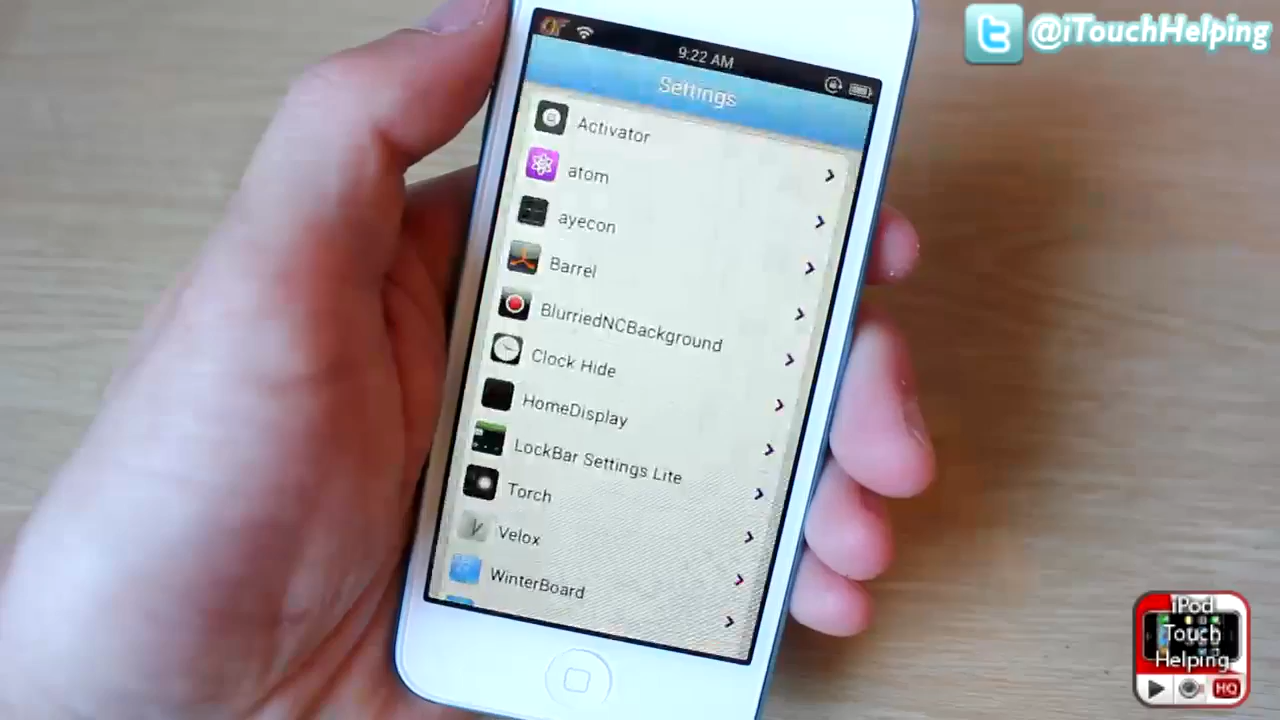 @iTouchHelping
9:22 AM
Settings
Activator
atom
ayecon
Barrel
BlurriedNCBackground
Clock Hide
HomeDisplay
LockBar Settings Lite
Torch
Velox
WinterBoard
iPod
Touch
Helping
HQ